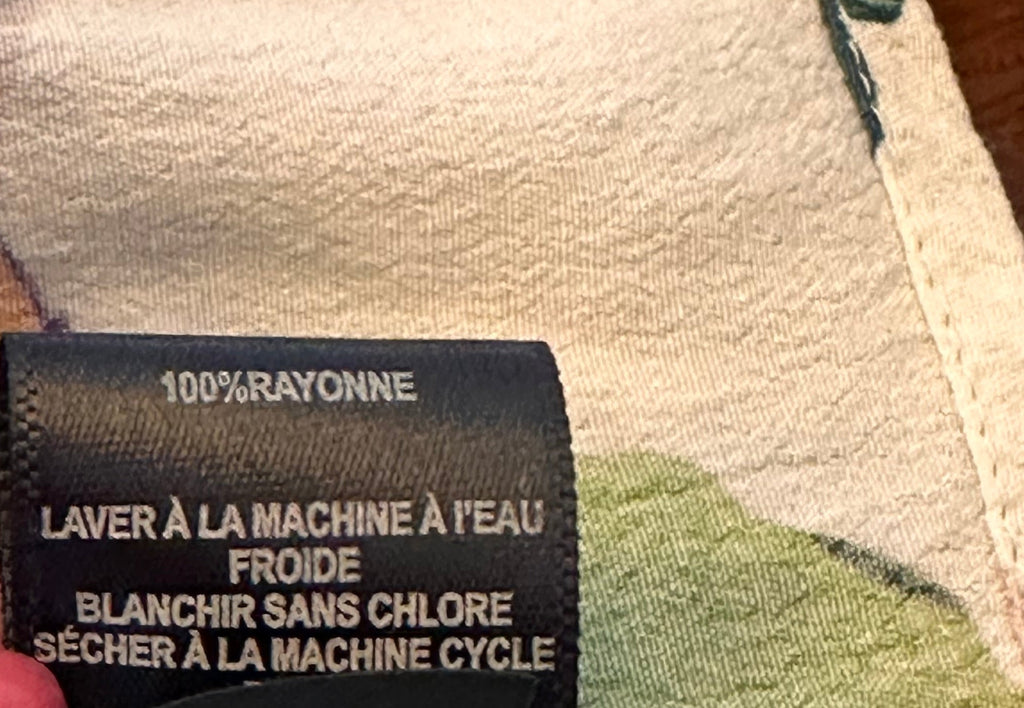 100%RAYONNE
LAVER À LA MACHINE À l'EAU
FROIDE
BLANCHIR SANS CHLORE
SÉCHER À LA MACHINE CYCLE